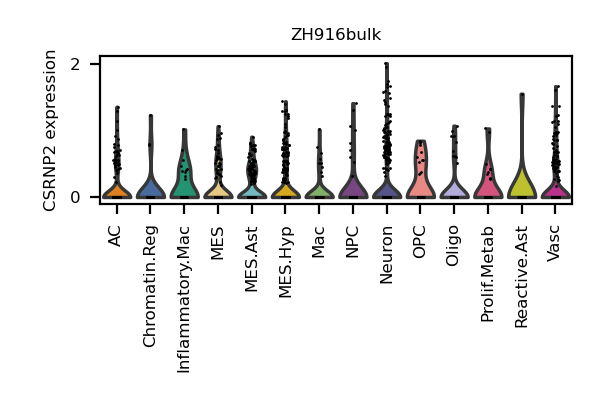 ZH916bulk
CSRNP2 expression
2
0
AC
Chromatin.Reg
Inflammatory.Mac
MES
MES.Ast
MES.Hyp
Mac
NPC
Neuron
OPC
Oligo
Prolif.Metab
Reactive.Ast
Vasc